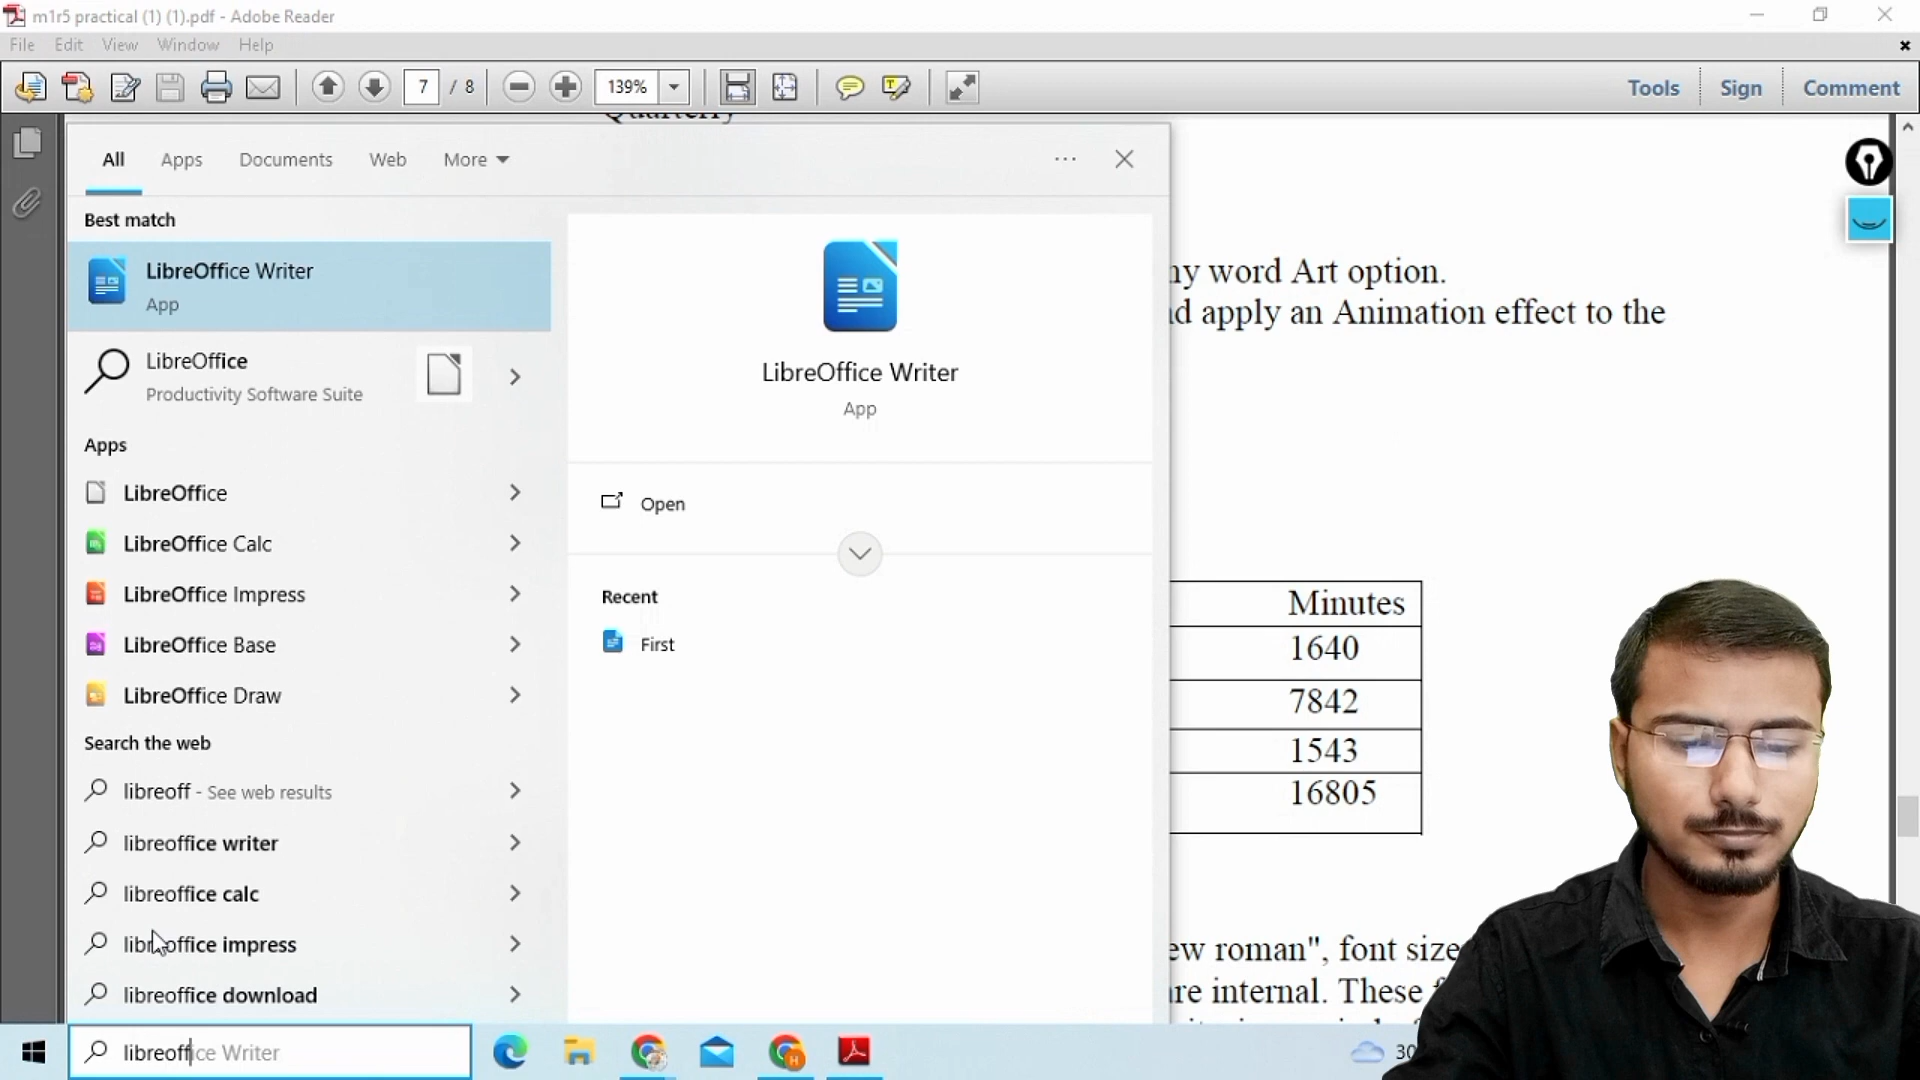 m1r5 practical (1) (1).pdf - Adobe Reader
File Edit View Window Help
7 / 8 139% Tools Sign Comment
Quarterly
All Apps Documents Web More
Best match
LibreOffice Writer
App
LibreOffice
Productivity Software Suite
Apps
LibreOffice
LibreOffice Calc
LibreOffice Impress
LibreOffice Base
LibreOffice Draw
Search the web
libreoff - See web results
libreoffice writer
libreoffice calc
libreoffice impress
libreoffice download
libreoffice Writer
LibreOffice Writer
App
Open
Recent
First
word Art option.
apply an Animation effect to the
Minutes
1640
7842
1543
16805
roman", font size
internal. These
30